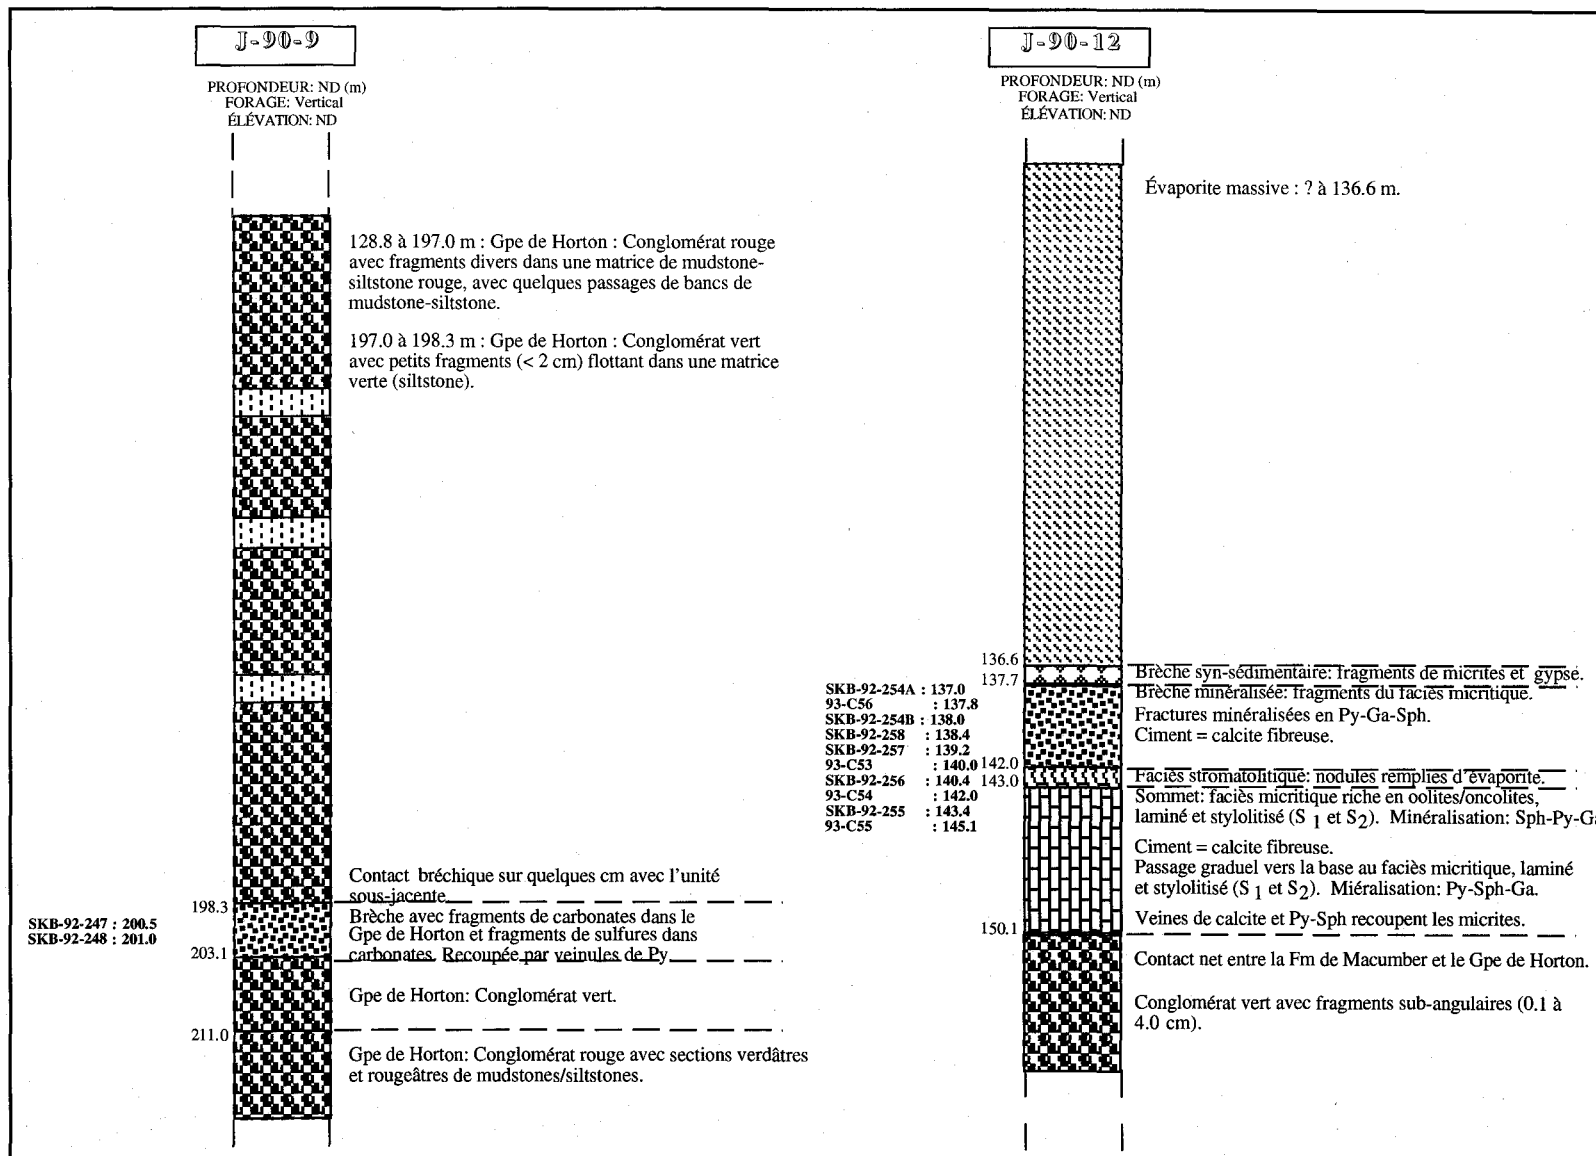 J-90-9
PROFONDEUR: ND (m)
FORAGE: Vertical
ÉLÉVATION: ND
128.8 à 197.0 m : Gpe de Horton : Conglomérat rouge
avec fragments divers dans une matrice de mudstone-
siltstone rouge, avec quelques passages de bancs de
mudstone-siltstone.
197.0 à 198.3 m : Gpe de Horton : Conglomérat vert
avec petits fragments (< 2 cm) flottant dans une matrice
verte (siltstone).
Contact bréchique sur quelques cm avec l'unité
sous-jacente.
198.3
Brèche avec fragments de carbonates dans le
Gpe de Horton et fragments de sulfures dans
carbonates. Recoupée par veinules de Py
SKB-92-247 : 200.5
SKB-92-248 : 201.0
203.1
Gpe de Horton: Conglomérat vert.
211.0
Gpe de Horton: Conglomérat rouge avec sections verdâtres
et rougeâtres de mudstones/siltstones.
J-90-12
PROFONDEUR: ND (m)
FORAGE: Vertical
ÉLÉVATION: ND
Évaporite massive : ? à 136.6 m.
136.6
Brèche syn-sédimentaire: fragments de micrites et gypse.
137.7
Brèche minéralisée: fragments du faciès micritique.
Fractures minéralisées en Py-Ga-Sph.
Ciment = calcite fibreuse.
SKB-92-254A : 137.0
93-C56 : 137.8
SKB-92-254B : 138.0
SKB-92-258 : 138.4
SKB-92-257 : 139.2
93-C53 : 140.0
SKB-92-256 : 140.4
93-C54 : 142.0
SKB-92-255 : 143.4
93-C55 : 145.1
142.0
Faciès stromatolitique: nodules remplies d'évaporite.
143.0
Sommet: faciès micritique riche en oolites/oncolites,
laminé et stylolitisé (S 1 et S2). Minéralisation: Sph-Py-Ga
Ciment = calcite fibreuse.
Passage graduel vers la base au faciès micritique, laminé
et stylolitisé (S 1 et S2). Miéralisation: Py-Sph-Ga.
Veines de calcite et Py-Sph recoupent les micrites.
150.1
Contact net entre la Fm de Macumber et le Gpe de Horton.
Conglomérat vert avec fragments sub-angulaires (0.1 à
4.0 cm).